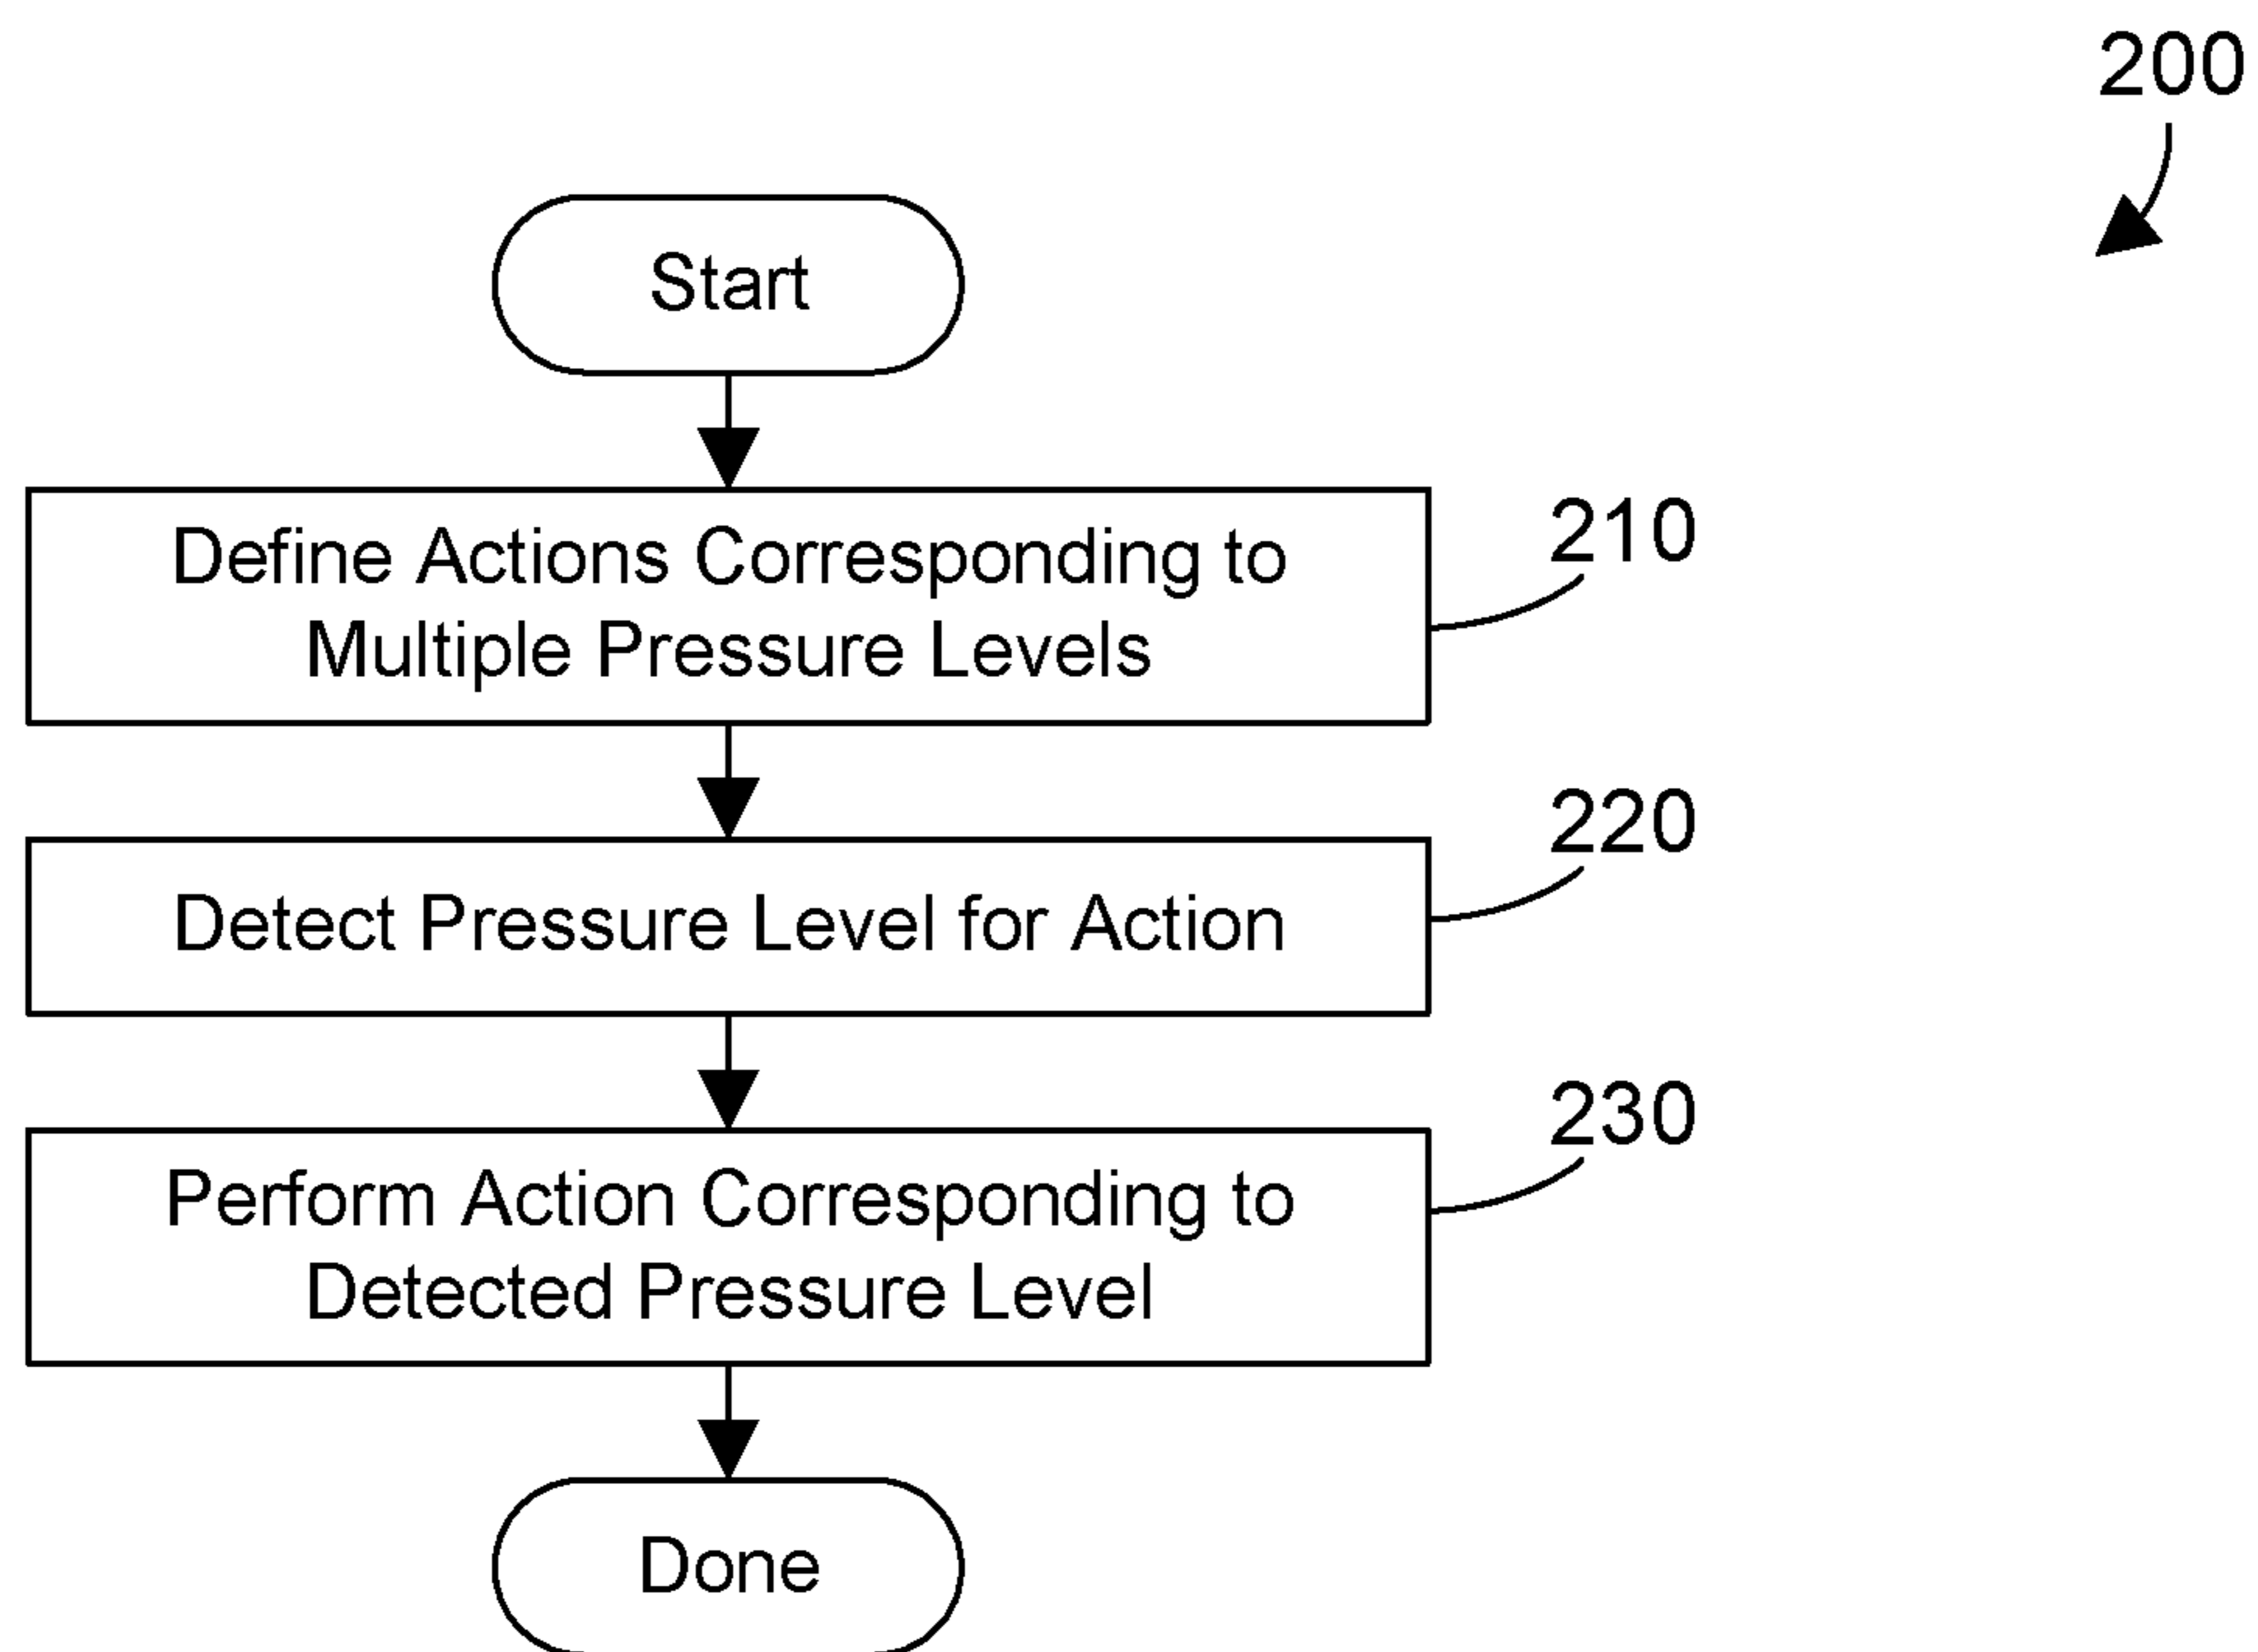 200
Start
Define Actions Corresponding to
Multiple Pressure Levels
210
Detect Pressure Level for Action
220
Perform Action Corresponding to
Detected Pressure Level
230
Done